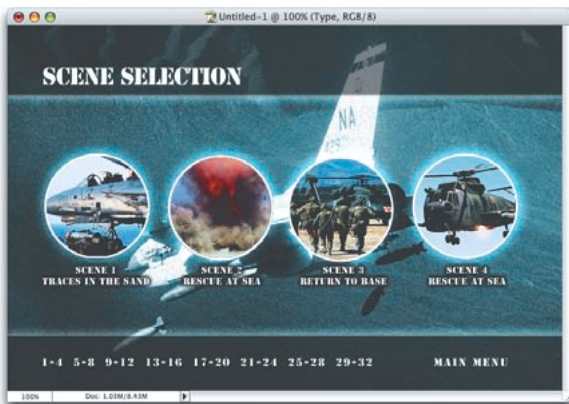 Untitled-1 @ 100% (Type, RGB/8)
SCENE SELECTION
NA
SCENE 1
TRACES IN THE SAND
SCENE 2
RESCUE AT SEA
SCENE 3
RETURN TO BASE
SCENE 4
RESCUE AT SEA
1-4 5-8 9-12 13-16 17-20 21-24 25-28 29-32 MAIN MENU
100% Doc: 1.03M/8.43M